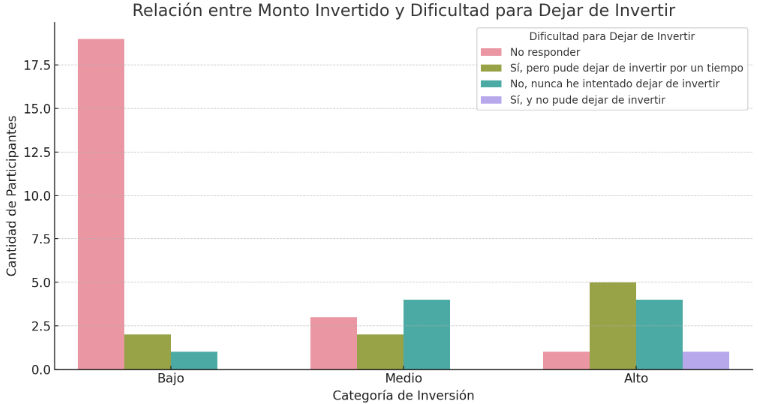 Relación entre Monto Invertido y Dificultad para Dejar de Invertir
Dificultad para Dejar de Invertir
No responder
Sí, pero pude dejar de invertir por un tiempo
No, nunca he intentado dejar de invertir
Sí, y no pude dejar de invertir
Cantidad de Participantes
17.5
15.0
12.5
10.0
7.5
5.0
2.5
0.0
Bajo
Medio
Alto
Categoría de Inversión